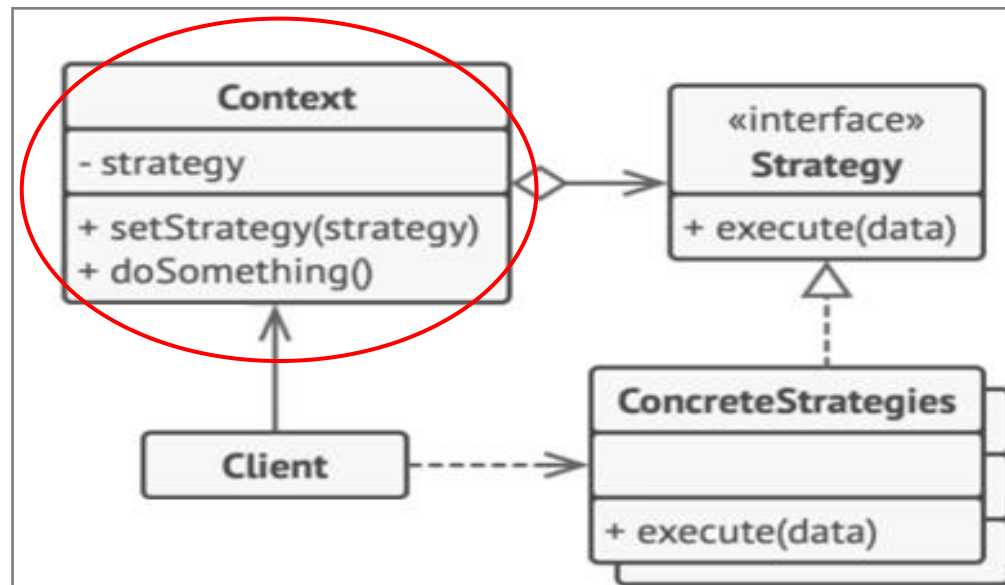 Context
- strategy
+ setStrategy(strategy)
+ doSomething()
«interface»
Strategy
+ execute(data)
Client
ConcreteStrategies
+ execute(data)